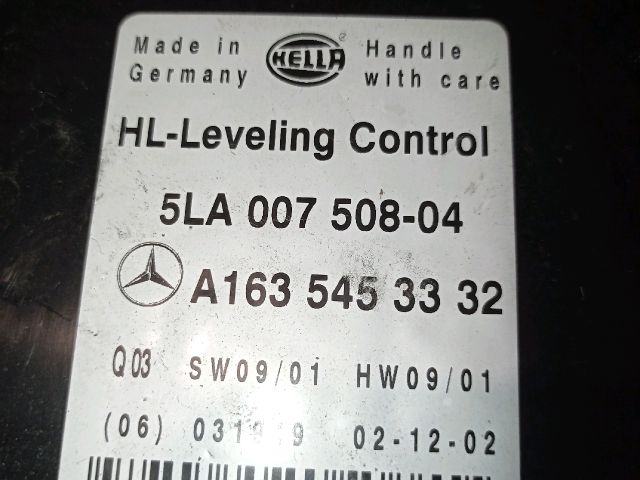 Made in HELLA Handle
Germany with care
HL-Leveling Control
5LA 007 508-04
A163 545 33 32
Q03 SW09/01 HW09/01
(06) 02-12-02